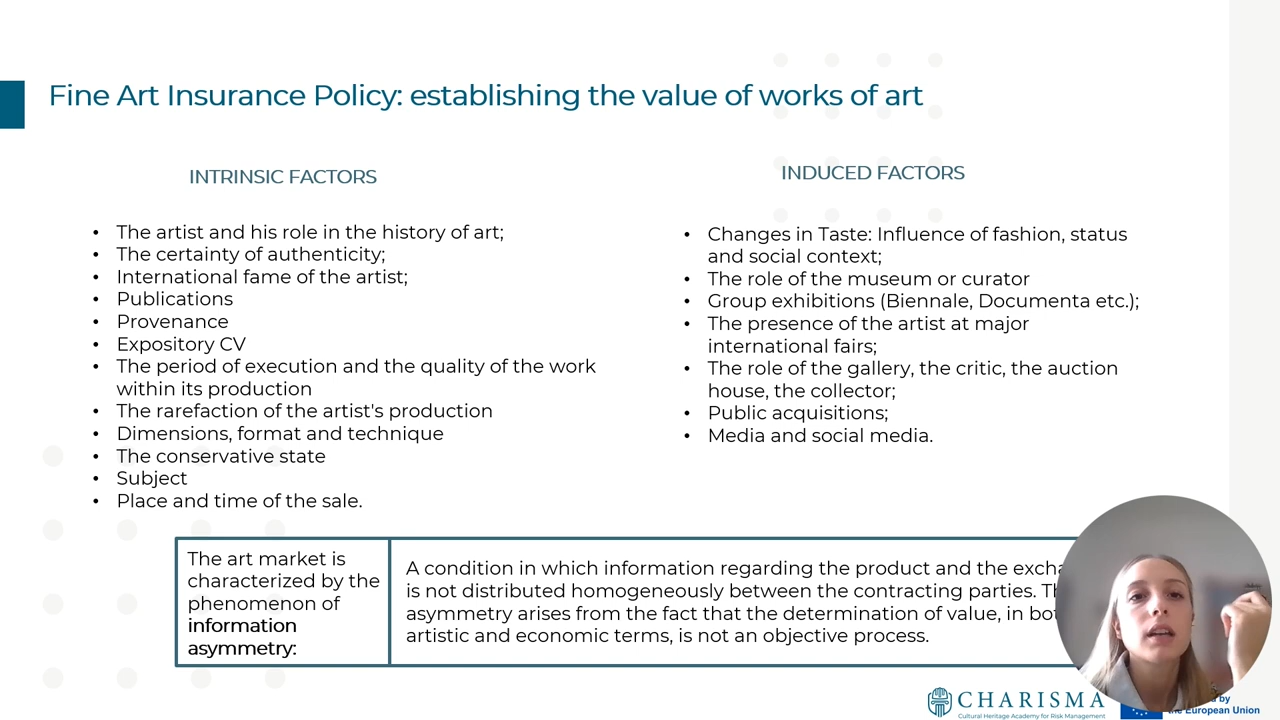 Fine Art Insurance Policy: establishing the value of works of art
INTRINSIC FACTORS
• The artist and his role in the history of art;
• The certainty of authenticity;
• International fame of the artist;
• Publications
• Provenance
• Expository CV
• The period of execution and the quality of the work
within its production
• The rarefaction of the artist's production
• Dimensions, format and technique
• The conservative state
• Subject
• Place and time of the sale.
INDUCED FACTORS
• Changes in Taste: Influence of fashion, status
and social context;
• The role of the museum or curator
• Group exhibitions (Biennale, Documenta etc.);
• The presence of the artist at major
international fairs;
• The role of the gallery, the critic, the auction
house, the collector;
• Public acquisitions;
• Media and social media.
The art market is
characterized by the
phenomenon of
information
asymmetry:
A condition in which information regarding the product and the
is not distributed homogeneously between the contracting parties.
asymmetry arises from the fact that the determination of value, in
artistic and economic terms, is not an objective process.
CHARISMA
Cultural Heritage Academy for Risk Management
by
the European Union